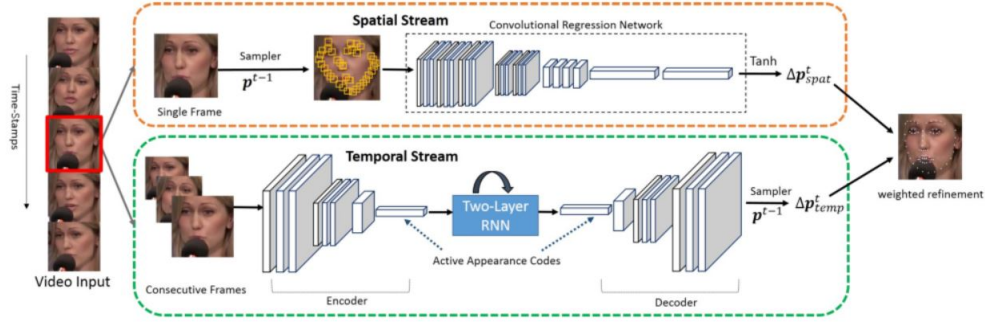 Time-Stamps
Video Input
Spatial Stream
Single Frame
Sampler
p^{t-1}
Convolutional Regression Network
Tanh
Δp^t_{spat}
Temporal Stream
Consecutive Frames
Encoder
Two-Layer
RNN
Active Appearance Codes
Decoder
Sampler
p^{t-1}
Δp^t_{temp}
weighted refinement